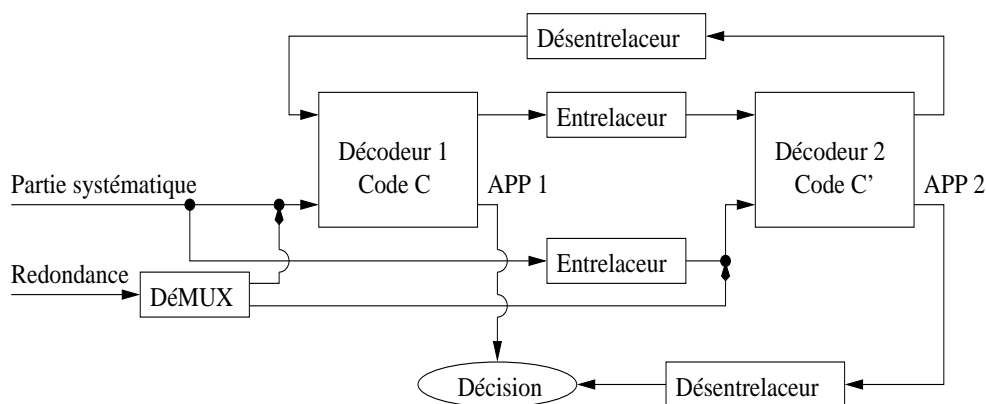 Désentrelaceur
Décodeur 1
Code C
Entrelaceur
Décodeur 2
Code C'
Partie systématique
APP 1
APP 2
Redondance
DéMUX
Entrelaceur
Décision
Désentrelaceur